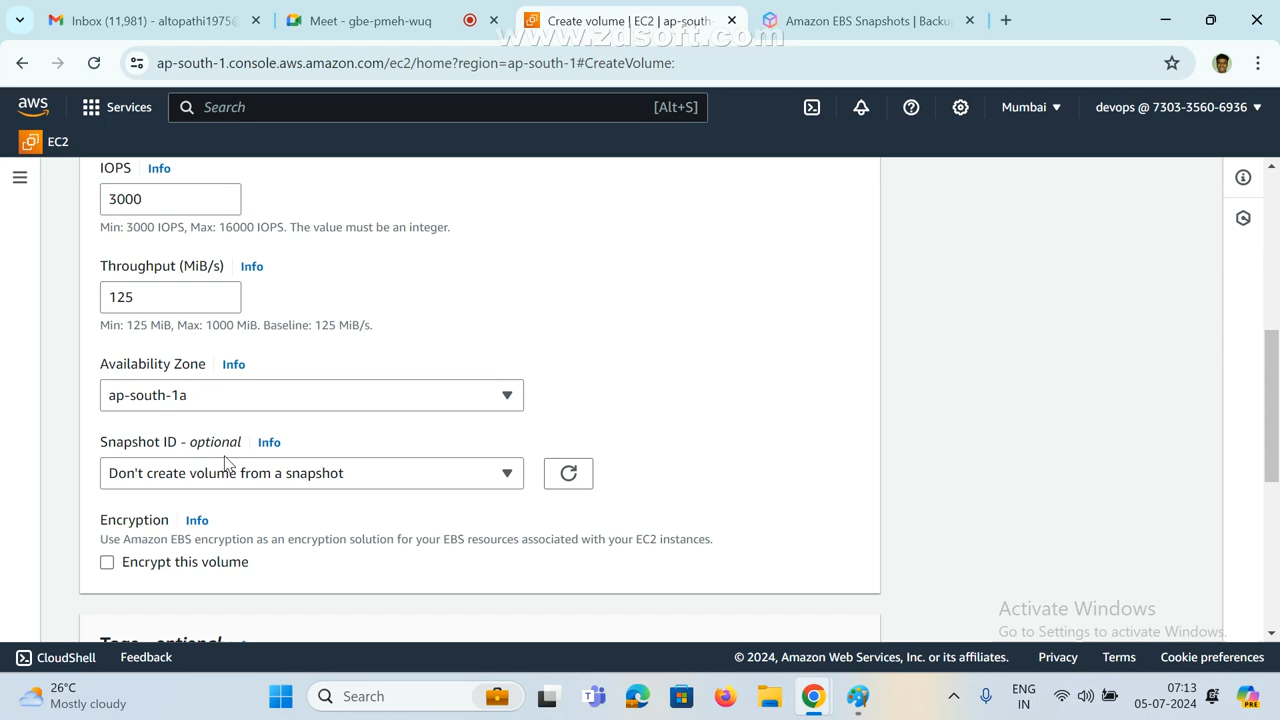 Inbox (11,981) - altopathi1975@
Meet - gbe-pmeh-wuq
Create volume | EC2 | ap-south-
Amazon EBS Snapshots | Backup
www.zdsoft.com
ap-south-1.console.aws.amazon.com/ec2/home?region=ap-south-1#CreateVolume:
aws
Services
Search
[Alt+S]
Mumbai
devops @ 7303-3560-6936
EC2
IOPS Info
3000
Min: 3000 IOPS, Max: 16000 IOPS. The value must be an integer.
Throughput (MiB/s) Info
125
Min: 125 MiB, Max: 1000 MiB. Baseline: 125 MiB/s.
Availability Zone Info
ap-south-1a
Snapshot ID - optional Info
Don't create volume from a snapshot
Encryption Info
Use Amazon EBS encryption as an encryption solution for your EBS resources associated with your EC2 instances.
Encrypt this volume
Tags - optional
Activate Windows
Go to Settings to activate Windows.
CloudShell
Feedback
© 2024, Amazon Web Services, Inc. or its affiliates.
Privacy
Terms
Cookie preferences
26°C
Mostly cloudy
Search
ENG
IN
07:13
05-07-2024
PRE